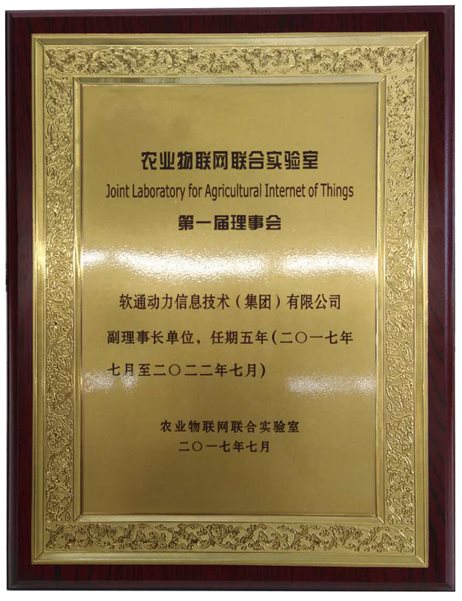 农业物联网联合实验室
Joint Laboratory for Agricultural Internet of Things
第一届理事会
软通动力信息技术（集团）有限公司
副理事长单位，任期五年(二〇一七年
七月至二〇二二年七月)
农业物联网联合实验室
二〇一七年七月